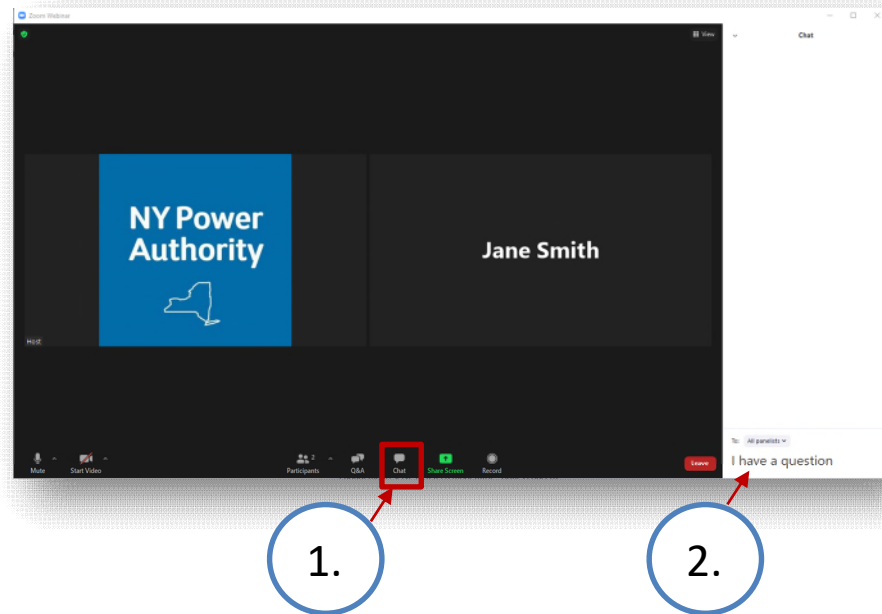 Zoom Webinar
View
Chat
NY Power
Authority
Jane Smith
Host
To: All panelists
I have a question
Mute
Start Video
Participants
2
Q&A
Chat
Share Screen
Record
Leave
1.
2.